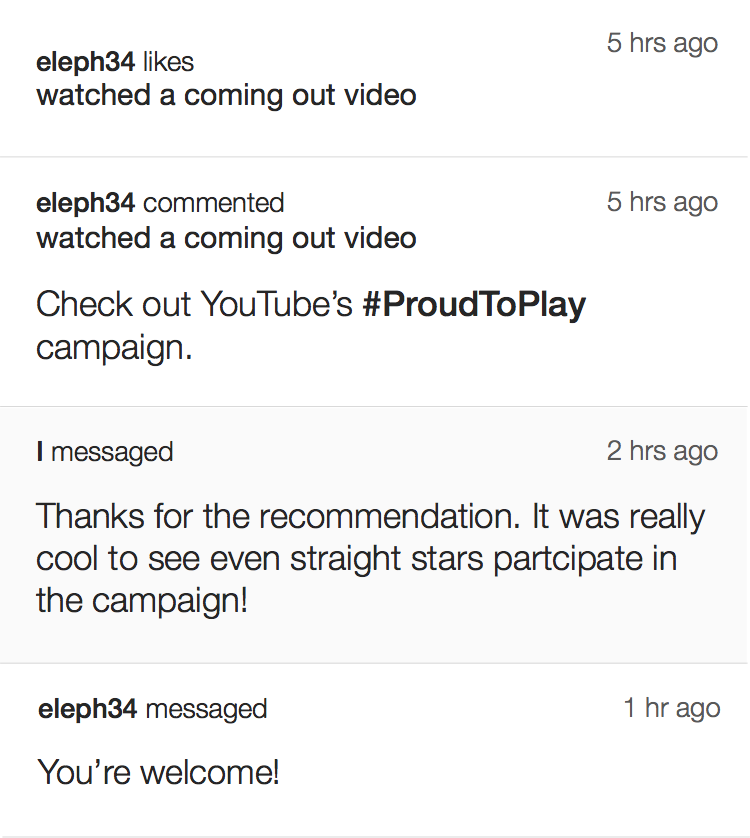 5 hrs ago
eleph34 likes
watched a coming out video
eleph34 commented
5 hrs ago
watched a coming out video
Check out YouTube’s #ProudToPlay
campaign.
I messaged
2 hrs ago
Thanks for the recommendation. It was really
cool to see even straight stars partcipate in
the campaign!
eleph34 messaged
1 hr ago
You’re welcome!